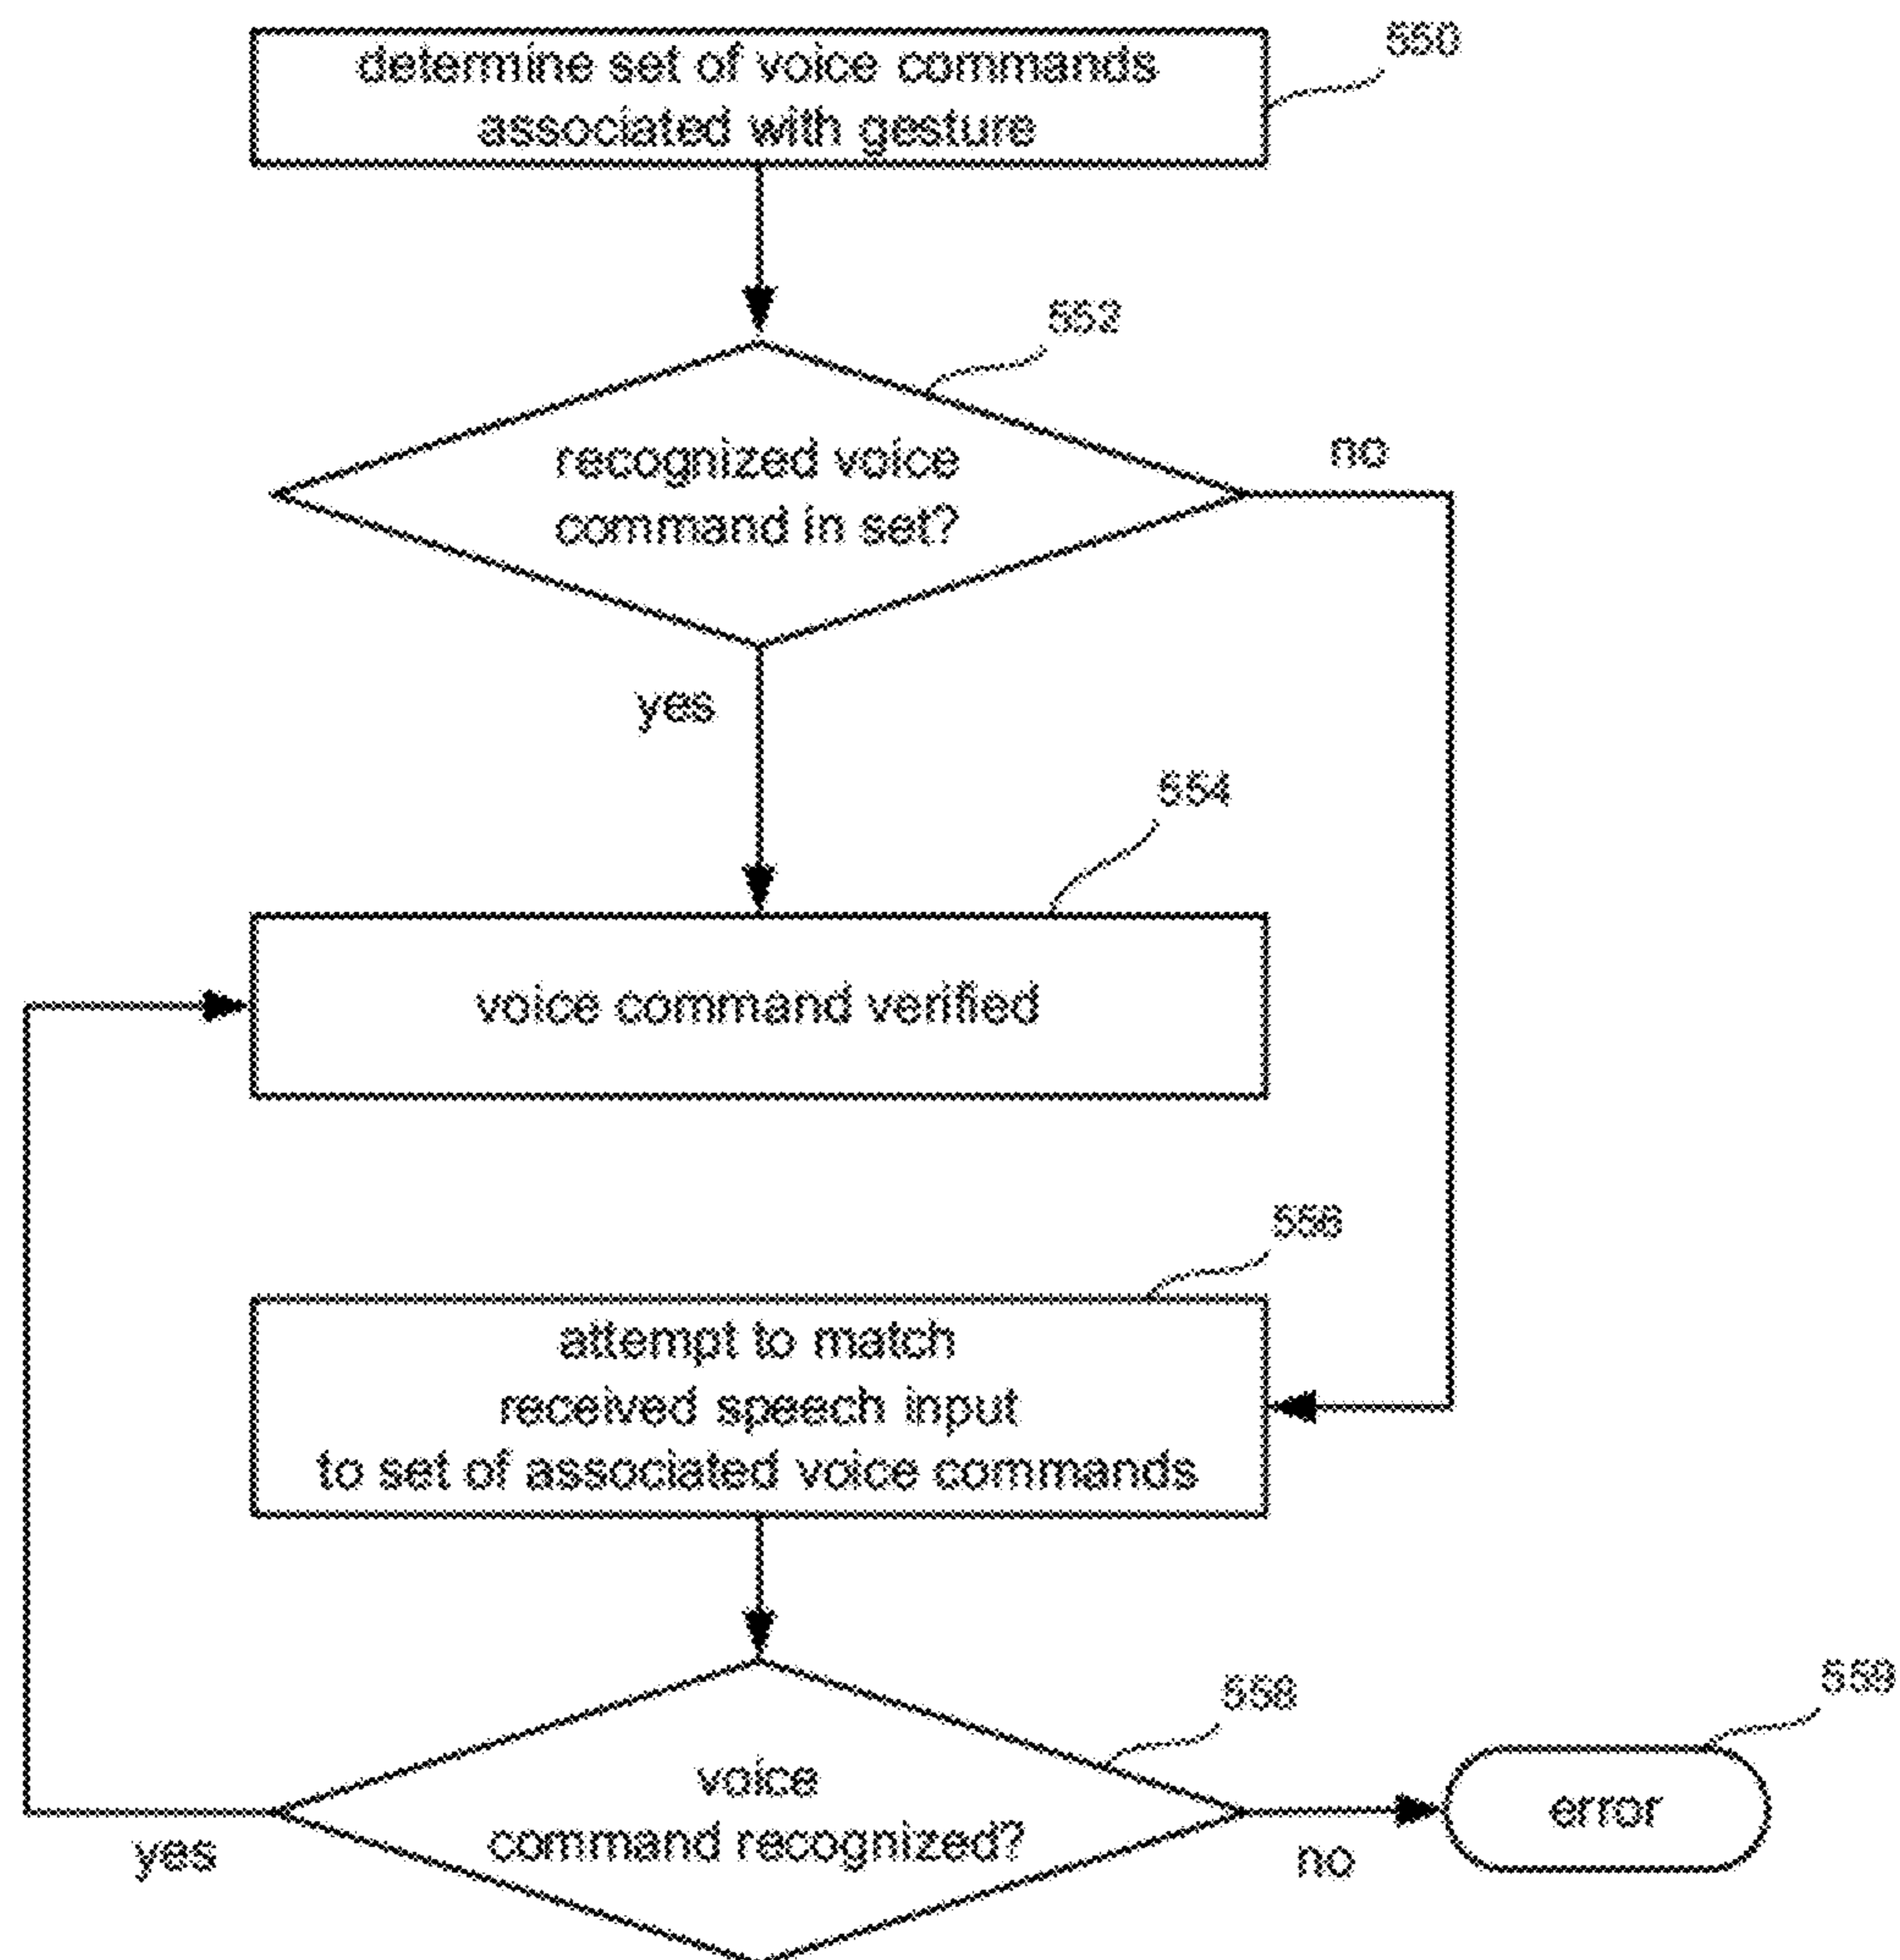 550
determine set of voice commands
associated with gesture
552
recognized voice
command in set?
no
yes
554
voice command verified
556
attempt to match
received speech input
to set of associated voice commands
558
559
voice
command recognized?
error
yes
no